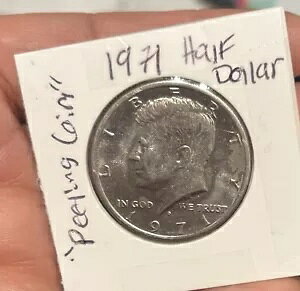 1971 Half
Dollar
"Peeling Coin"
LIBERTY
IN GOD WE TRUST
1971